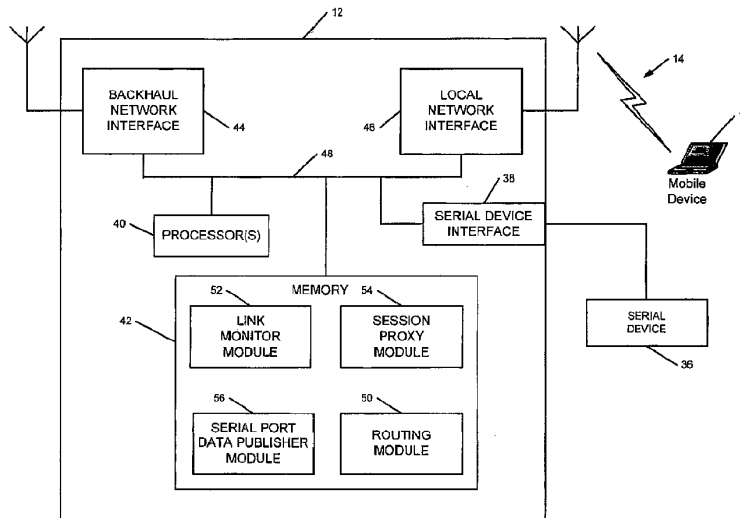 12
14
BACKHAUL
NETWORK
INTERFACE
44
LOCAL
NETWORK
INTERFACE
46
48
Mobile
Device
40
PROCESSOR(S)
38
SERIAL DEVICE
INTERFACE
MEMORY
42
52
LINK
MONITOR
MODULE
54
SESSION
PROXY
MODULE
SERIAL
DEVICE
36
56
SERIAL PORT
DATA PUBLISHER
MODULE
50
ROUTING
MODULE